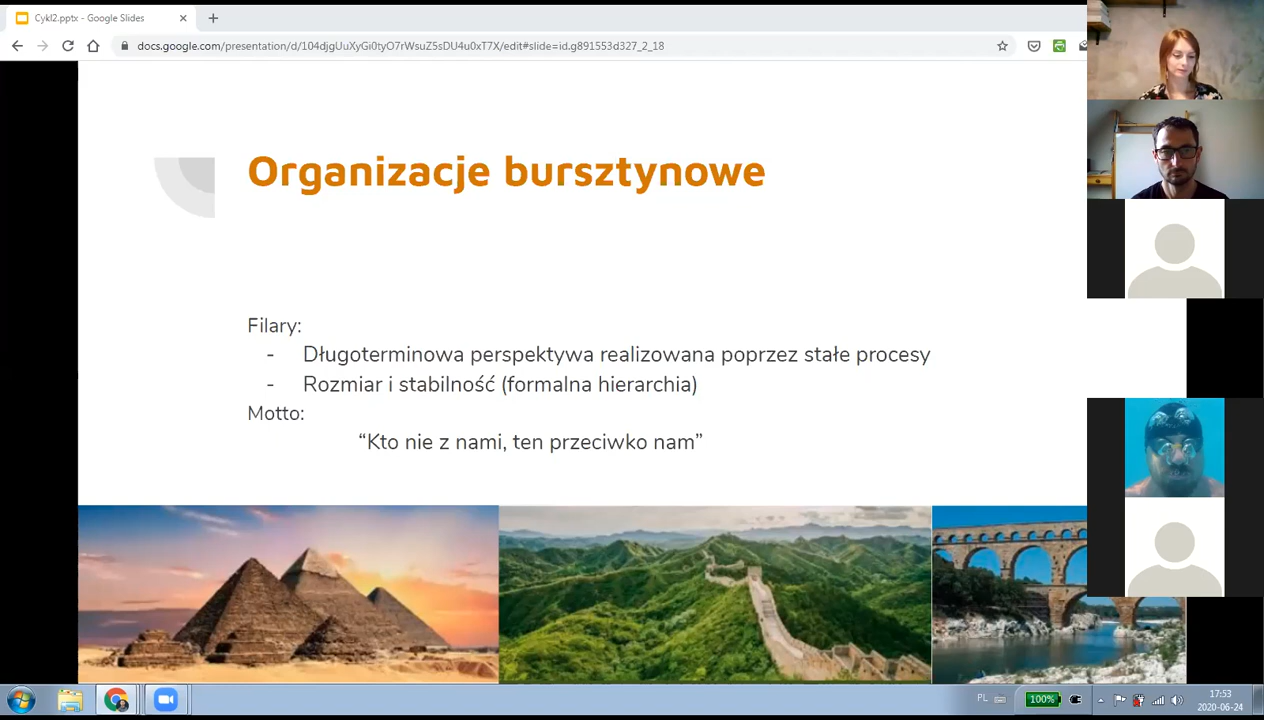 Cykl2.pptx - Google Slides
docs.google.com/presentation/d/104djgUuXyGi0tyO7rWsuZ5sDU4u0xT7X/edit#slide=id.g891553d327_2_18
Organizacje bursztynowe
Filary:
- Długoterminowa perspektywa realizowana poprzez stałe procesy
- Rozmiar i stabilność (formalna hierarchia)
Motto:
“Kto nie z nami, ten przeciwko nam”
PL
100%
17:53
2020-06-24